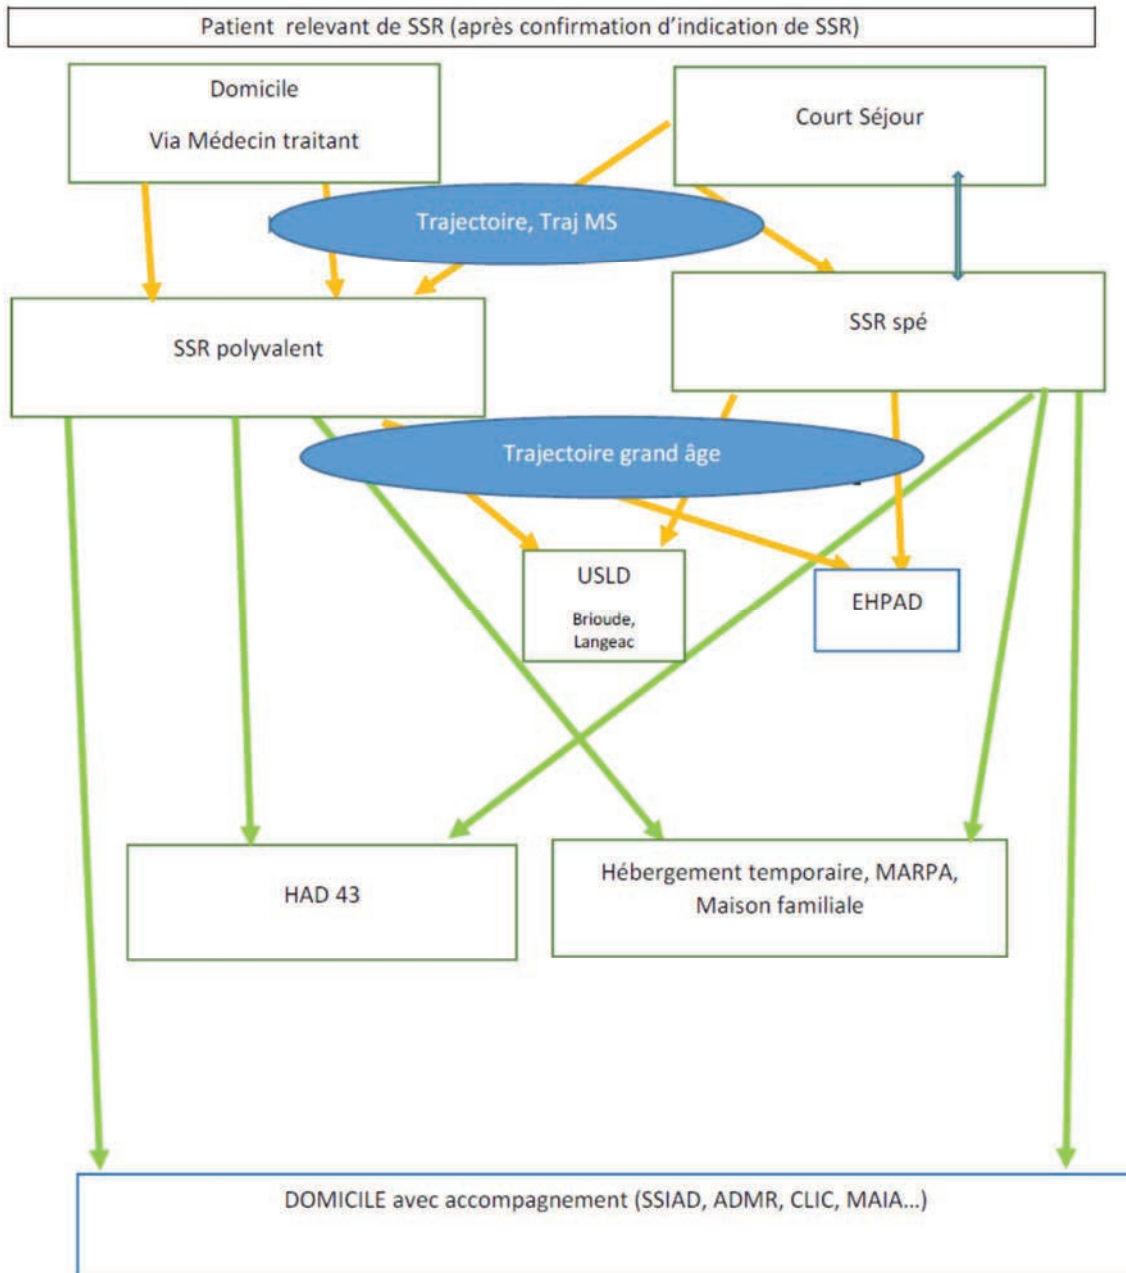 Patient relevant de SSR (après confirmation d’indication de SSR)
Domicile
Via Médecin traitant
Court Séjour
Trajectoire, Traj MS
SSR polyvalent
SSR spé
Trajectoire grand âge
USLD
Brioude,
Langeac
EHPAD
HAD 43
Hébergement temporaire, MARPA,
Maison familiale
DOMICILE avec accompagnement (SSIAD, ADMR, CLIC, MAIA...)